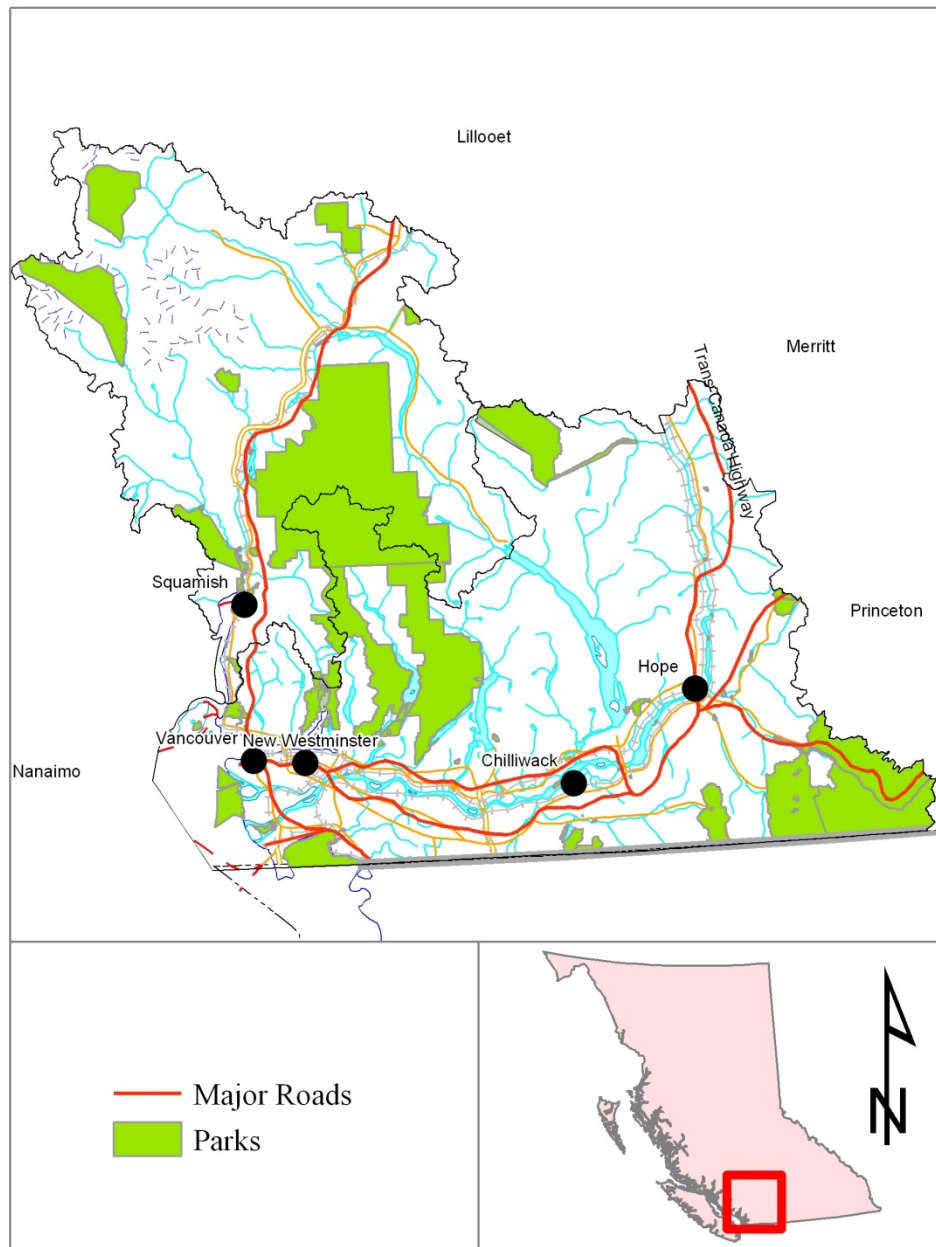 Lillooet
Merritt
Trans-Canada Highway
Squamish
Princeton
Hope
Vancouver
New Westminster
Nanaimo
Chilliwack
Major Roads
Parks
N